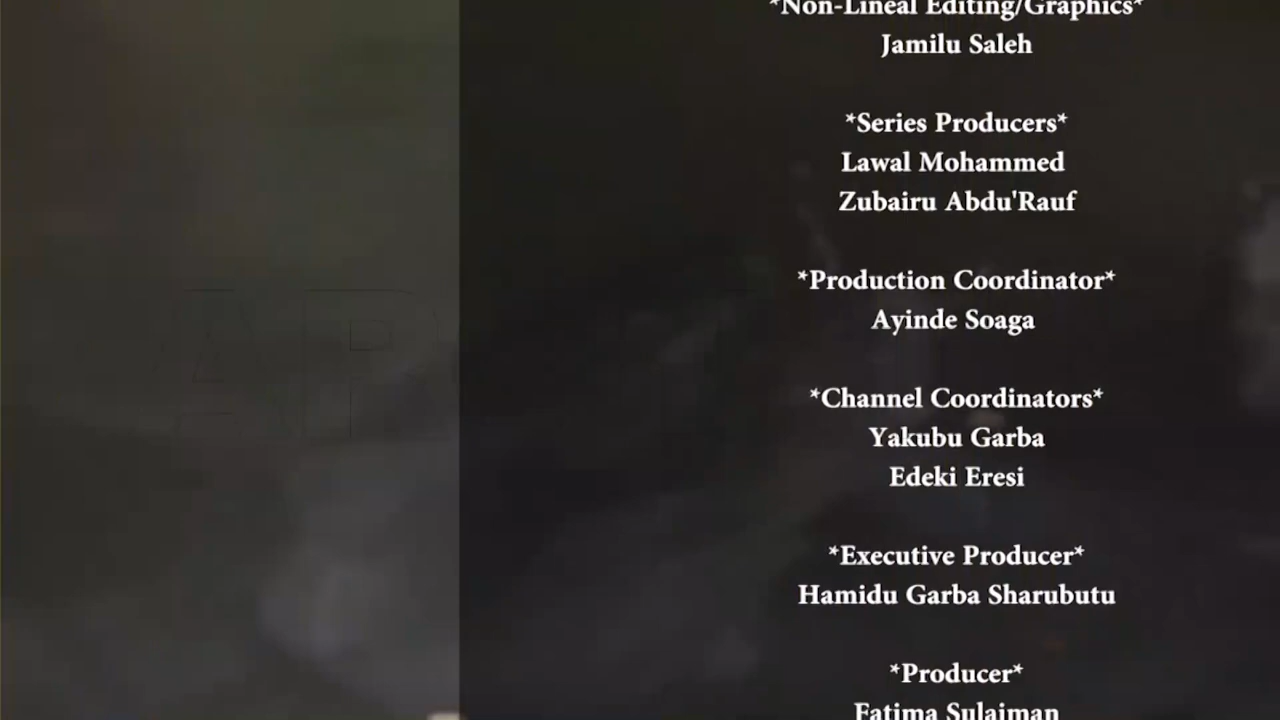 *Non-Lineal Editing/Graphics*
Jamilu Saleh
*Series Producers*
Lawal Mohammed
Zubairu Abdu'Rauf
*Production Coordinator*
Ayinde Soaga
*Channel Coordinators*
Yakubu Garba
Edeki Eresi
*Executive Producer*
Hamidu Garba Sharubutu
*Producer*
Fatima Sulaiman